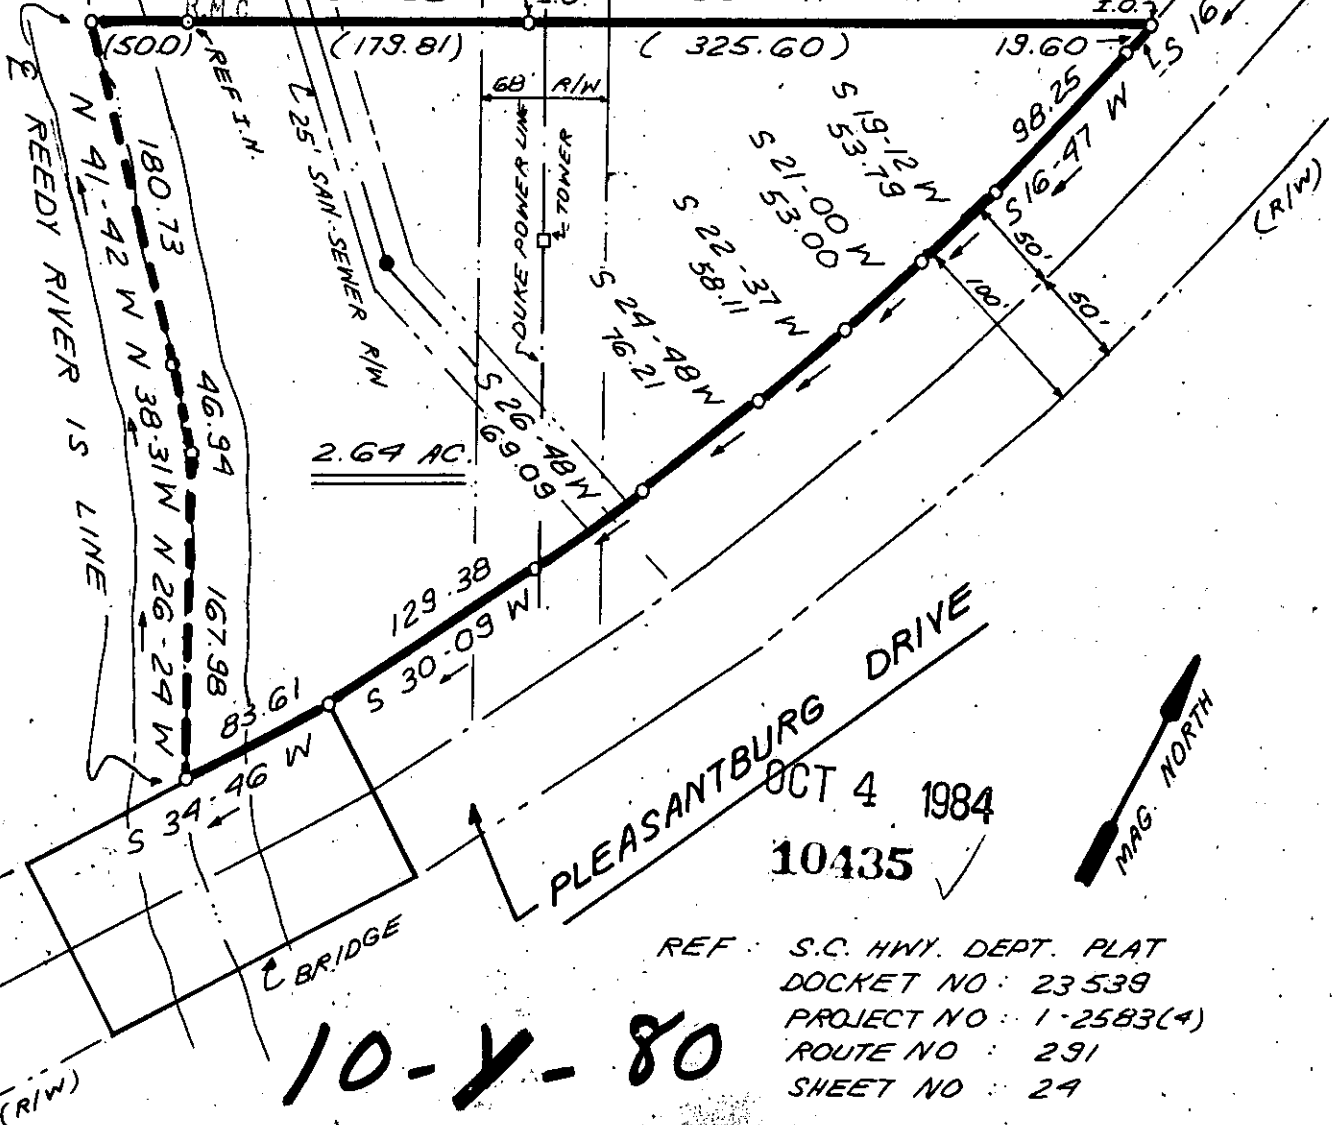 (50.0)
(179.81)
( 325.60 )
19.60
I.O.
S 16
REF I.N.
68' R/W
98.25
S 16-47 W
S 19-12 W
53.79
S 21-00 W
53.00
S 22-37 W
58.11
S 24-48 W
76.21
S 26-48 W
69.09
50'
50'
100'
(R/W)
TOWER
DUKE POWER LINE
25' SAN. SEWER R/W
℄ REEDY RIVER IS LINE
N 41-42 W
180.73
N 38-31 W
46.94
N 26-24 W
167.98
2.64 AC.
129.38
S 30-09 W
83.61
S 34-46 W
PLEASANTBURG DRIVE
OCT 4 1984
10435
MAG. NORTH
BRIDGE
(R/W)
REF : S.C. HWY. DEPT. PLAT
DOCKET NO : 23539
PROJECT NO : 1-2583(4)
ROUTE NO : 291
SHEET NO : 24
10-Y-80